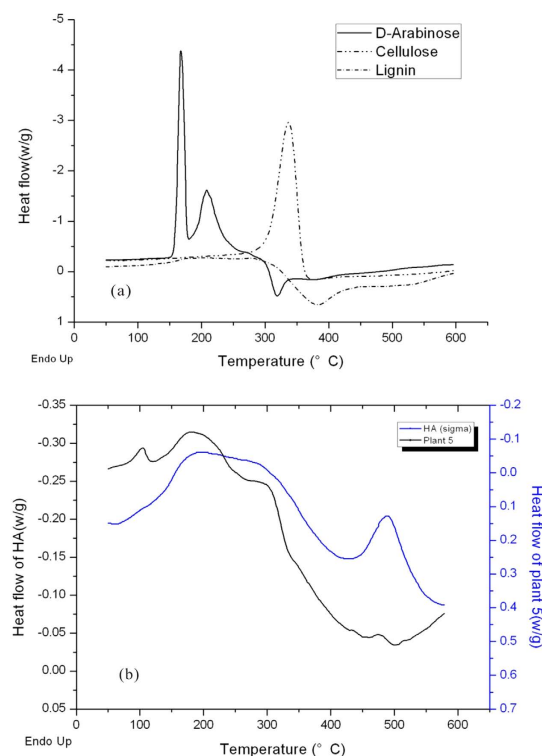 -5
-4
-3
-2
-1
0
1
0 50 100 200 300 400 500 600
Heat flow(w/g)
D-Arabinose
Cellulose
Lignin
(a)
Endo Up
Temperature (° C)
-0.35
-0.30
-0.25
-0.20
-0.15
-0.10
-0.05
0.00
0.05
Heat flow of HA(w/g)
HA (sigma)
Plant 5
-0.2
-0.1
0.0
0.1
0.2
0.3
0.4
0.5
0.6
0.7
Heat flow of plant 5(w/g)
(b)
0 100 200 300 400 500 600
Endo Up
Temperature (° C)